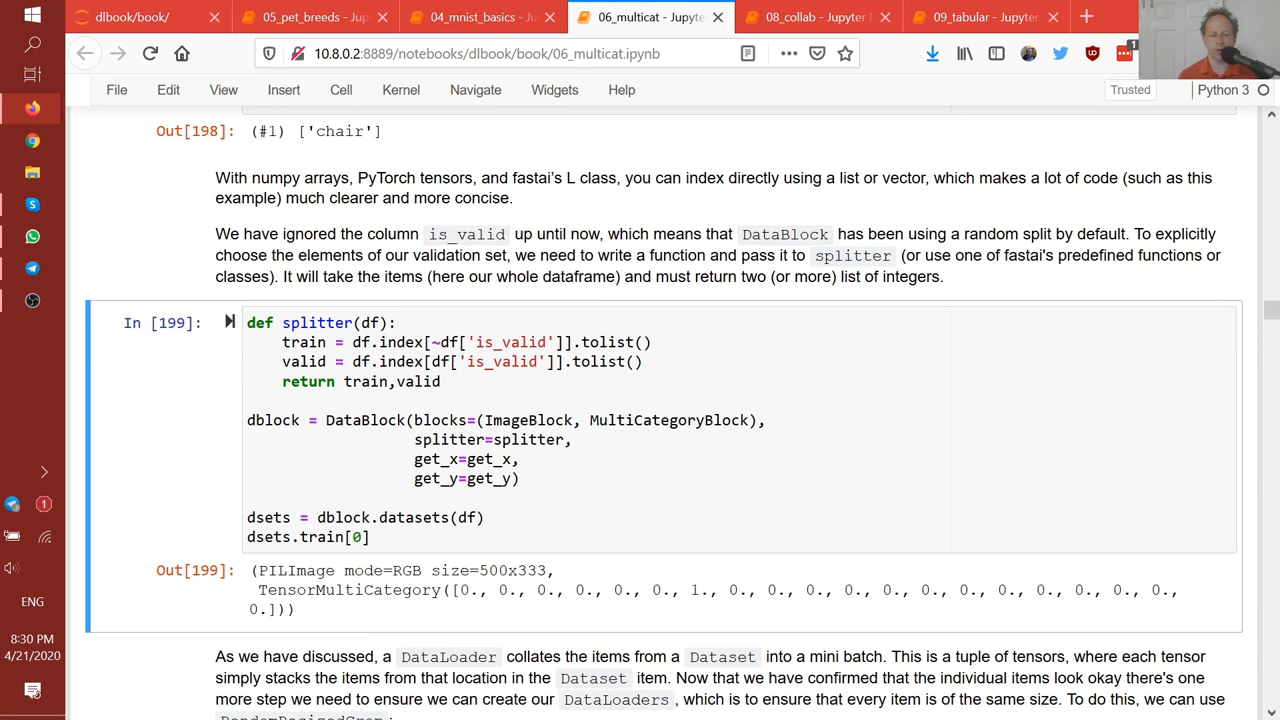 dlbook/book/
05_pet_breeds - Jupy
04_mnist_basics - Jup
06_multicat - Jupyte
08_collab - Jupyter
09_tabular - Jupyte
10.8.0.2:8889/notebooks/dlbook/book/06_multicat.ipynb
1
File Edit View Insert Cell Kernel Navigate Widgets Help
Trusted
Python 3
Out[198]: (#1) ['chair']
With numpy arrays, PyTorch tensors, and fastai's L class, you can index directly using a list or vector, which makes a lot of code (such as this
example) much clearer and more concise.
We have ignored the column is_valid up until now, which means that DataBlock has been using a random split by default. To explicitly
choose the elements of our validation set, we need to write a function and pass it to splitter (or use one of fastai's predefined functions or
classes). It will take the items (here our whole dataframe) and must return two (or more) list of integers.
In [199]:
def splitter(df):
train = df.index[~df['is_valid']].tolist()
valid = df.index[df['is_valid']].tolist()
return train,valid
dblock = DataBlock(blocks=(ImageBlock, MultiCategoryBlock),
splitter=splitter,
get_x=get_x,
get_y=get_y)
dsets = dblock.datasets(df)
dsets.train[0]
Out[199]: (PILImage mode=RGB size=500x333,
TensorMultiCategory([0., 0., 0., 0., 0., 0., 1., 0., 0., 0., 0., 0., 0., 0., 0., 0., 0., 0., 0.,
0.]))
As we have discussed, a DataLoader collates the items from a Dataset into a mini batch. This is a tuple of tensors, where each tensor
simply stacks the items from that location in the Dataset item. Now that we have confirmed that the individual items look okay there's one
more step we need to ensure we can create our DataLoaders, which is to ensure that every item is of the same size. To do this, we can use
RandomResizedCrop:
1
ENG
8:30 PM
4/21/2020